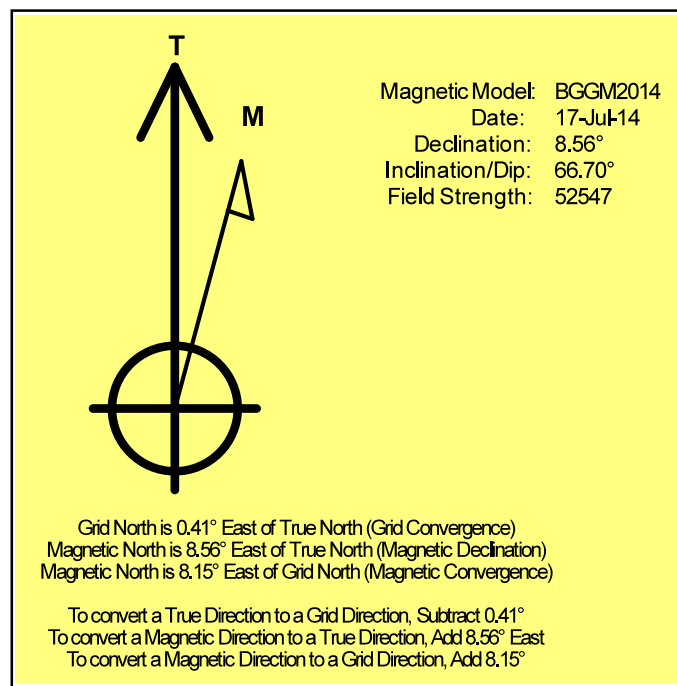 T
M
Magnetic Model: BGGM2014
Date: 17-Jul-14
Declination: 8.56°
Inclination/Dip: 66.70°
Field Strength: 52547
Grid North is 0.41° East of True North (Grid Convergence)
Magnetic North is 8.56° East of True North (Magnetic Declination)
Magnetic North is 8.15° East of Grid North (Magnetic Convergence)
To convert a True Direction to a Grid Direction, Subtract 0.41°
To convert a Magnetic Direction to a True Direction, Add 8.56° East
To convert a Magnetic Direction to a Grid Direction, Add 8.15°